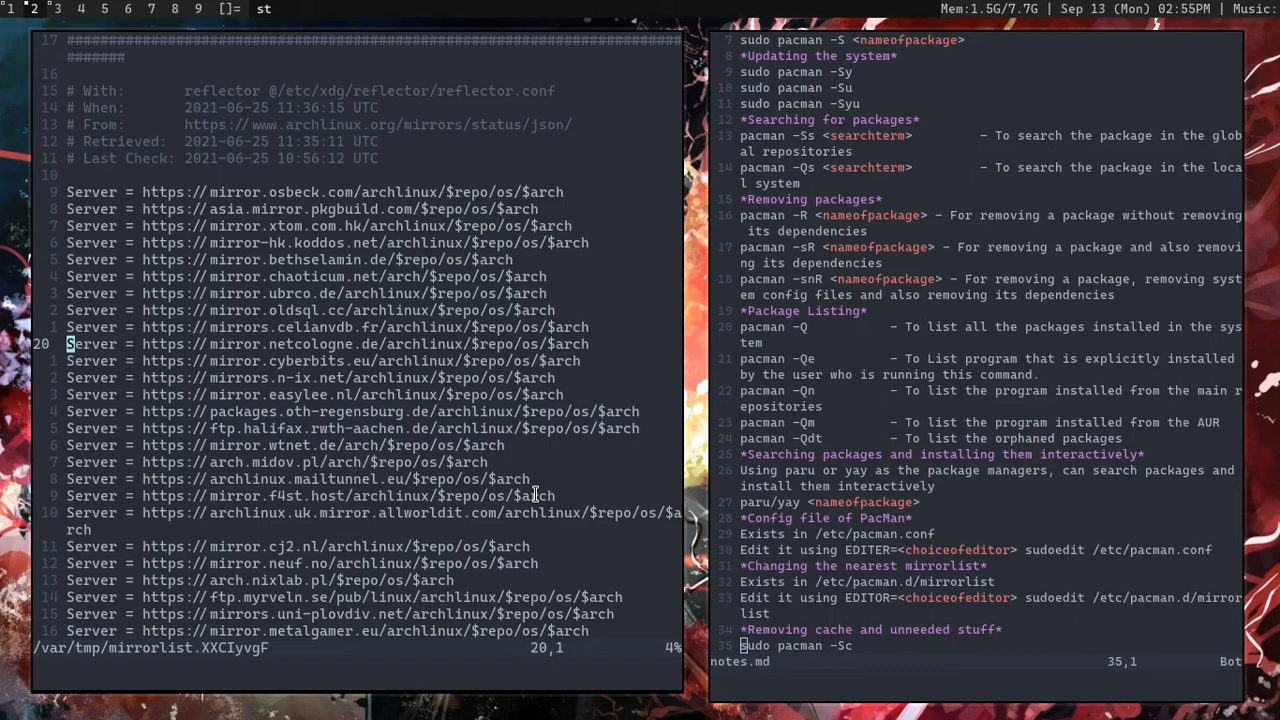 1 2 3 4 5 6 7 8 9 []= st Mem:1.5G/7.7G | Sep 13 (Mon) 02:55PM | Music:
17 ################################################################################
#######
16
15 # With:       reflector @/etc/xdg/reflector/reflector.conf
14 # When:       2021-06-25 11:36:15 UTC
13 # From:       https://www.archlinux.org/mirrors/status/json/
12 # Retrieved: 2021-06-25 11:35:11 UTC
11 # Last Check: 2021-06-25 10:56:12 UTC
10
9 Server = https://mirror.osbeck.com/archlinux/$repo/os/$arch
8 Server = https://asia.mirror.pkgbuild.com/$repo/os/$arch
7 Server = https://mirror.xtom.com.hk/archlinux/$repo/os/$arch
6 Server = https://mirror-hk.koddos.net/archlinux/$repo/os/$arch
5 Server = https://mirror.bethselamin.de/$repo/os/$arch
4 Server = https://mirror.chaoticum.net/arch/$repo/os/$arch
3 Server = https://mirror.ubrco.de/archlinux/$repo/os/$arch
2 Server = https://mirror.oldsql.cc/archlinux/$repo/os/$arch
1 Server = https://mirrors.celianvdb.fr/archlinux/$repo/os/$arch
20 Server = https://mirror.netcologne.de/archlinux/$repo/os/$arch
1 Server = https://mirror.cyberbits.eu/archlinux/$repo/os/$arch
2 Server = https://mirrors.n-ix.net/archlinux/$repo/os/$arch
3 Server = https://mirror.easylee.nl/archlinux/$repo/os/$arch
4 Server = https://packages.oth-regensburg.de/archlinux/$repo/os/$arch
5 Server = https://ftp.halifax.rwth-aachen.de/archlinux/$repo/os/$arch
6 Server = https://mirror.wtnet.de/arch/$repo/os/$arch
7 Server = https://arch.midov.pl/arch/$repo/os/$arch
8 Server = https://archlinux.mailtunnel.eu/$repo/os/$arch
9 Server = https://mirror.f4st.host/archlinux/$repo/os/$arch
10 Server = https://archlinux.uk.mirror.allworldit.com/archlinux/$repo/os/$a
rch
11 Server = https://mirror.cj2.nl/archlinux/$repo/os/$arch
12 Server = https://mirror.neuf.no/archlinux/$repo/os/$arch
13 Server = https://arch.nixlab.pl/$repo/os/$arch
14 Server = https://ftp.myrveln.se/pub/linux/archlinux/$repo/os/$arch
15 Server = https://mirrors.uni-plovdiv.net/archlinux/$repo/os/$arch
16 Server = https://mirror.metalgamer.eu/archlinux/$repo/os/$arch
/var/tmp/mirrorlist.XXCIyvgF 20,1 4%
7 sudo pacman -S <nameofpackage>
8 *Updating the system*
9 sudo pacman -Sy
10 sudo pacman -Su
11 sudo pacman -Syu
12 *Searching for packages*
13 pacman -Ss <searchterm>         - To search the package in the glob
al repositories
14 pacman -Qs <searchterm>         - To search the package in the loca
l system
15 *Removing packages*
16 pacman -R <nameofpackage> - For removing a package without removing
its dependencies
17 pacman -sR <nameofpackage> - For removing a package and also removi
ng its dependencies
18 pacman -snR <nameofpackage> - For removing a package, removing syst
em config files and also removing its dependencies
19 *Package Listing*
20 pacman -Q          - To list all the packages installed in the sys
tem
21 pacman -Qe         - To List program that is explicitly installed
by the user who is running this command.
22 pacman -Qn         - To list the program installed from the main r
epositories
23 pacman -Qm         - To list the program installed from the AUR
24 pacman -Qdt        - To list the orphaned packages
25 *Searching packages and installing them interactively*
26 Using paru or yay as the package managers, can search packages and
install them interactively
27 paru/yay <nameofpackage>
28 *Config file of PacMan*
29 Exists in /etc/pacman.conf
30 Edit it using EDITER=<choiceofeditor> sudoedit /etc/pacman.conf
31 *Changing the nearest mirrorlist*
32 Exists in /etc/pacman.d/mirrorlist
33 Edit it using EDITOR=<choiceofeditor> sudoedit /etc/pacman.d/mirror
list
34 *Removing cache and unneeded stuff*
35 sudo pacman -Sc
notes.md 35,1 Bot